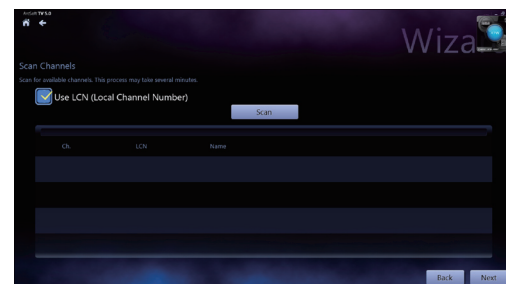 ArcSoft TV 5.0
Wiza
Scan Channels
Scan for available channels. This process may take several minutes.
Use LCN (Local Channel Number)
Scan
Ch. LCN Name
Back Next